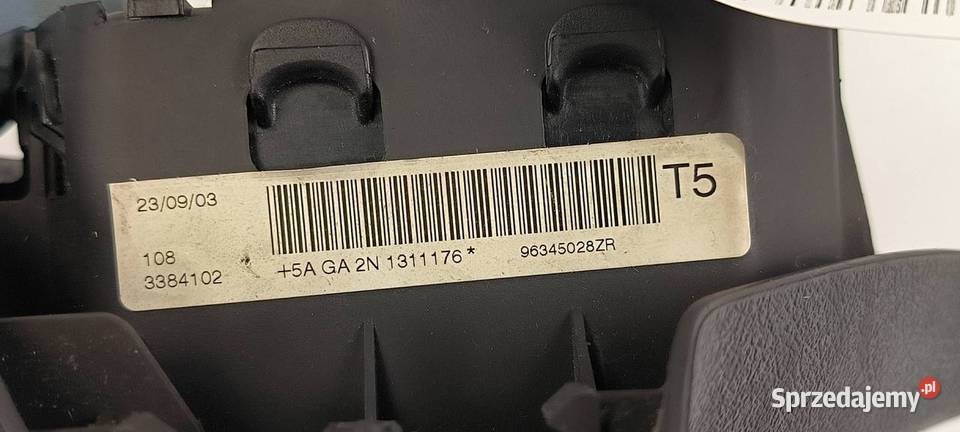 23/09/03
T5
108
3384102
+5A GA 2N 1311176*
96345028ZR
Sprzedajemy.pl